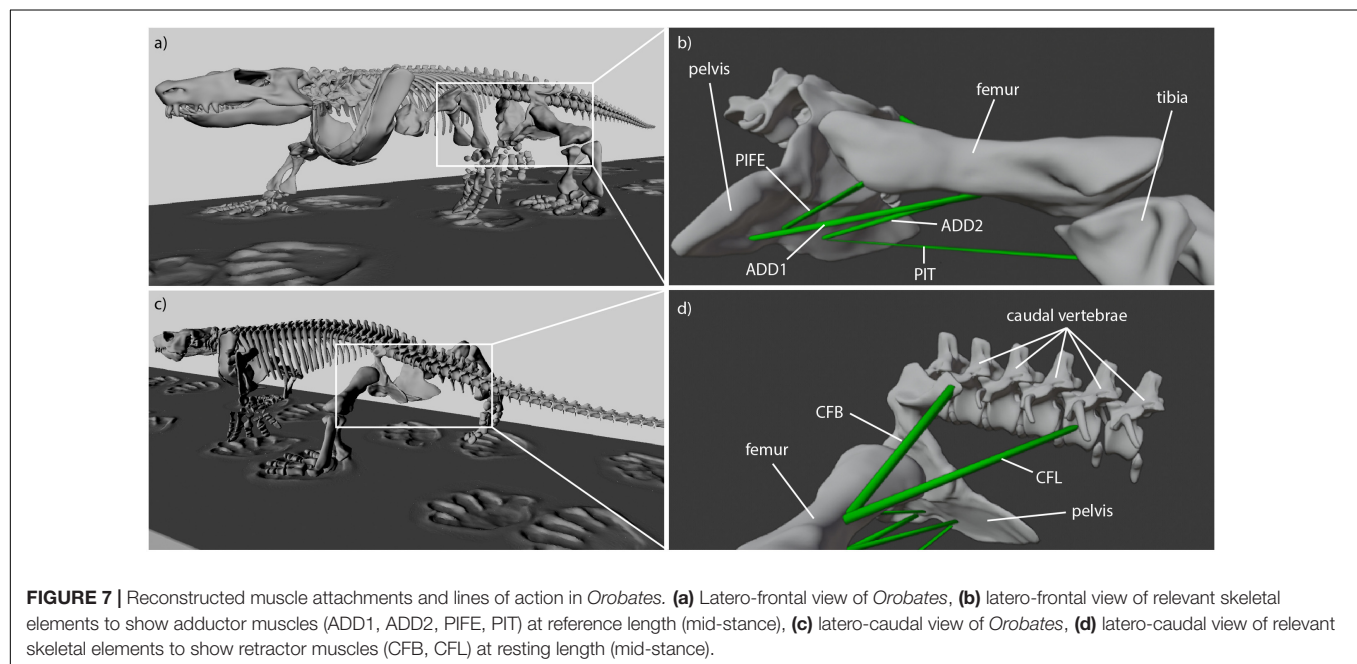 a)
b)
pelvis
femur
tibia
PIFE
ADD2
ADD1
PIT
c)
d)
caudal vertebrae
CFB
femur
CFL
pelvis
FIGURE 7 | Reconstructed muscle attachments and lines of action in Orobates. (a) Latero-frontal view of Orobates, (b) latero-frontal view of relevant skeletal
elements to show adductor muscles (ADD1, ADD2, PIFE, PIT) at reference length (mid-stance), (c) latero-caudal view of Orobates, (d) latero-caudal view of relevant
skeletal elements to show retractor muscles (CFB, CFL) at resting length (mid-stance).